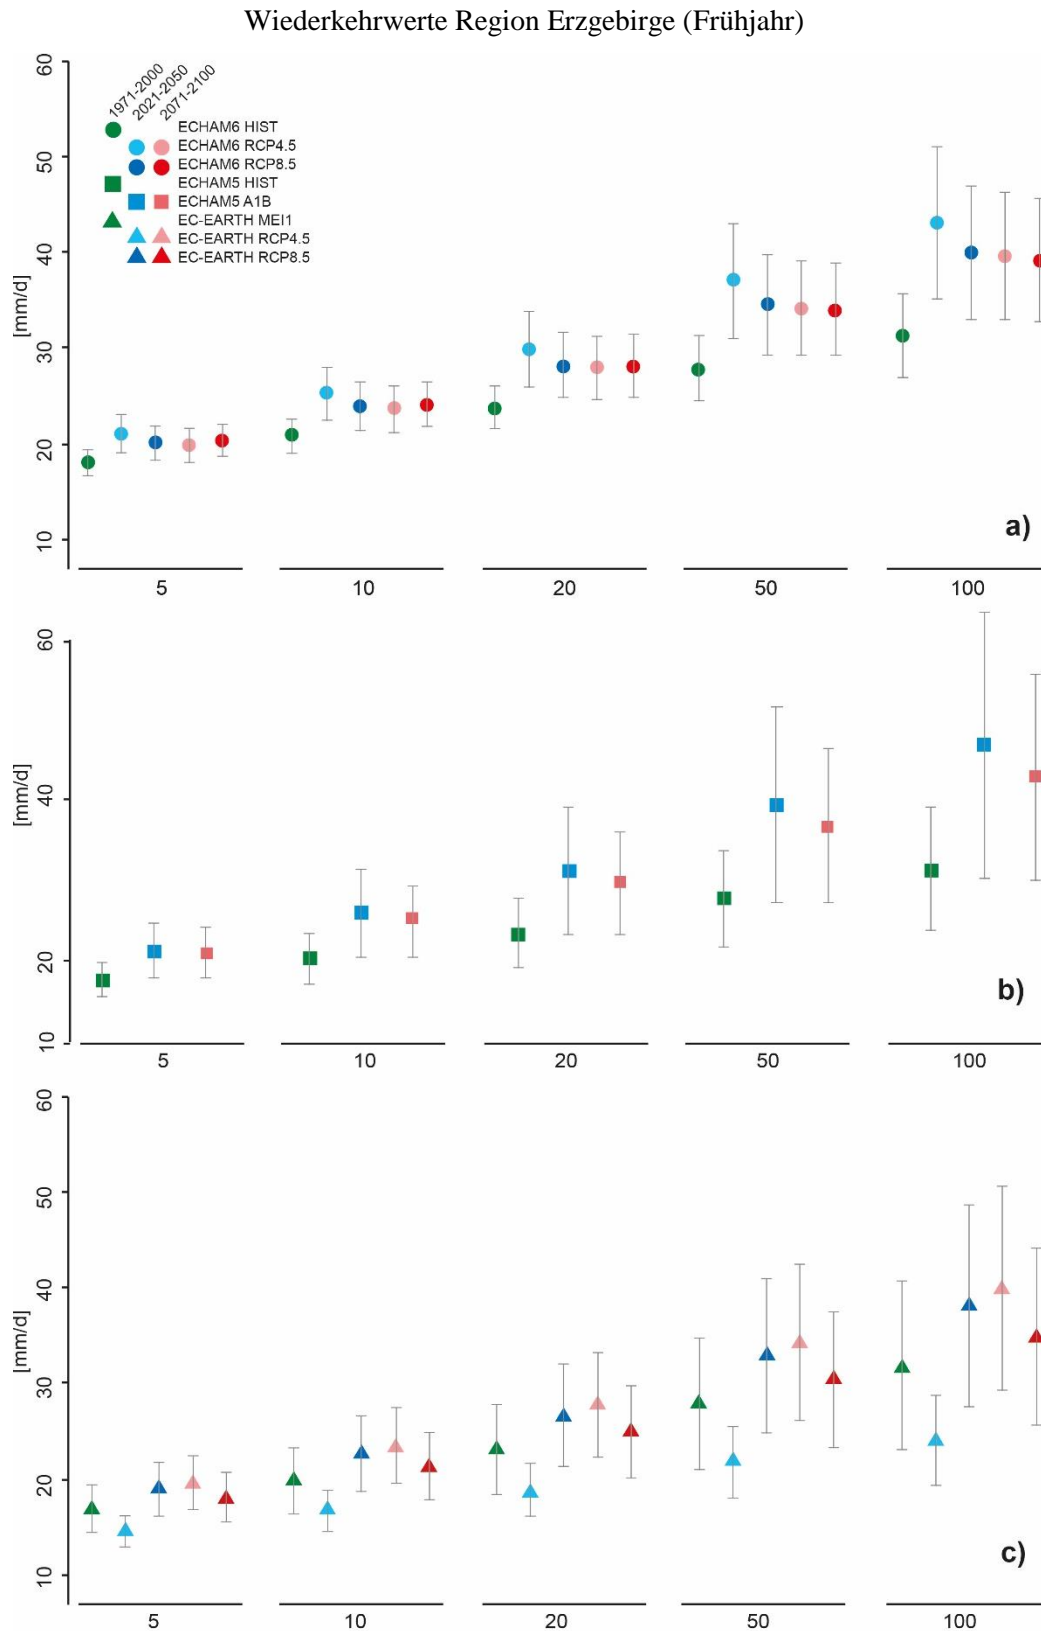 Wiederkehrwerte Region Erzgebirge (Frühjahr)
1971-2000
2021-2050
2071-2100
ECHAM6 HIST
ECHAM6 RCP4.5
ECHAM6 RCP8.5
ECHAM5 HIST
ECHAM5 A1B
EC-EARTH MEI1
EC-EARTH RCP4.5
EC-EARTH RCP8.5
60
50
40
30
20
10
[mm/d]
a)
5 10 20 50 100
60
40
20
10
[mm/d]
b)
5 10 20 50 100
60
50
40
30
20
10
[mm/d]
c)
5 10 20 50 100